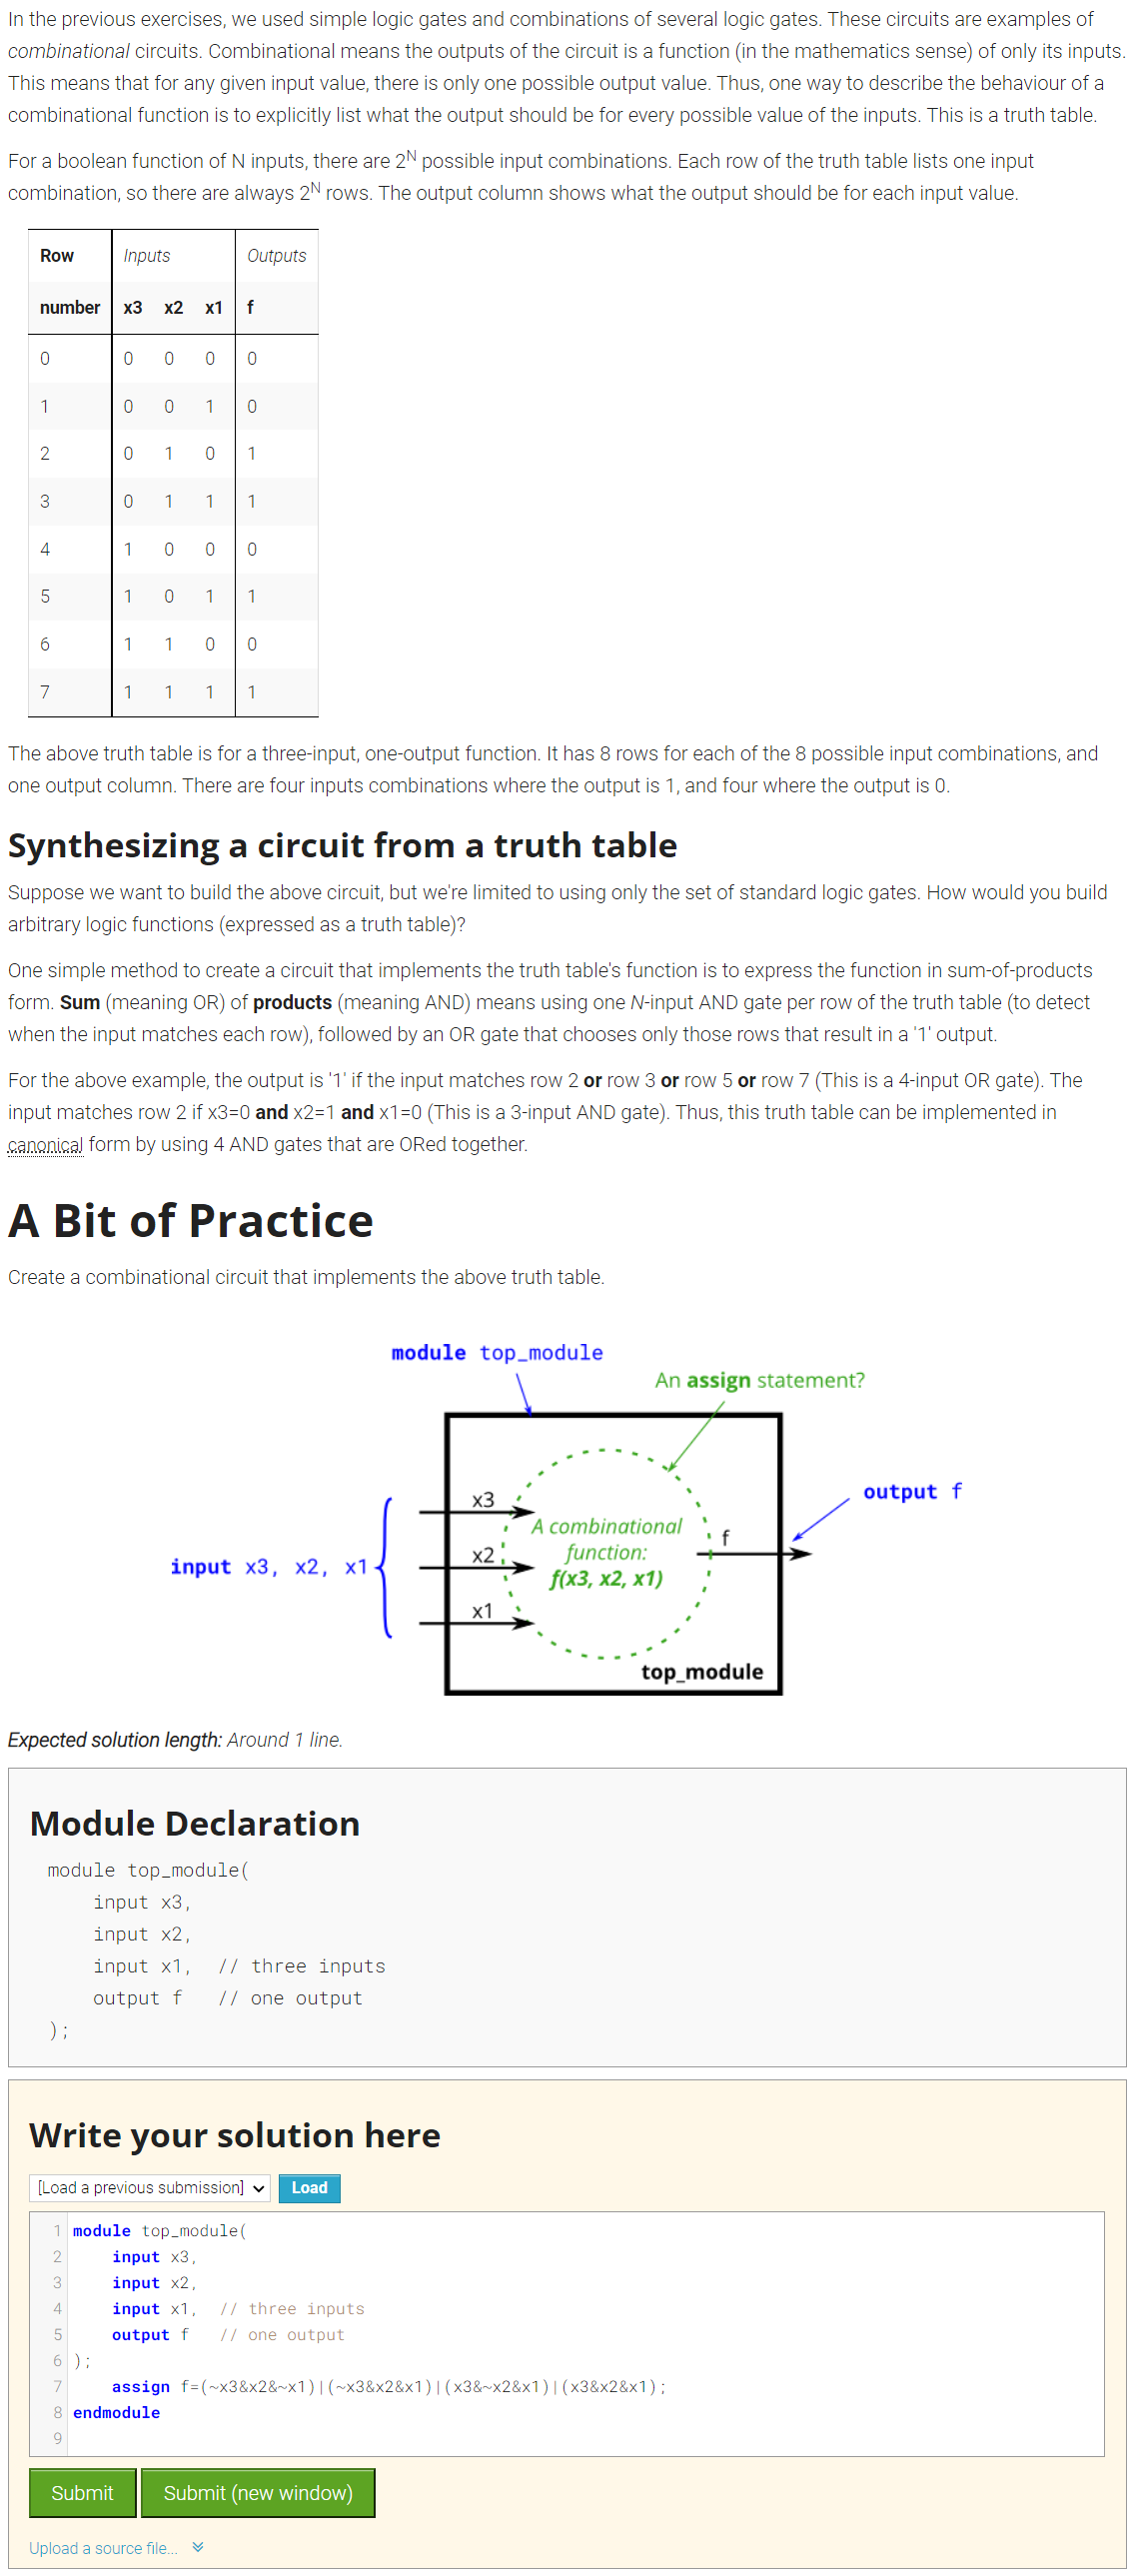 In the previous exercises, we used simple logic gates and combinations of several logic gates. These circuits are examples of
combinational circuits. Combinational means the outputs of the circuit is a function (in the mathematics sense) of only its inputs.
This means that for any given input value, there is only one possible output value. Thus, one way to describe the behaviour of a
combinational function is to explicitly list what the output should be for every possible value of the inputs. This is a truth table.
For a boolean function of N inputs, there are 2^N possible input combinations. Each row of the truth table lists one input
combination, so there are always 2^N rows. The output column shows what the output should be for each input value.
Row Inputs Outputs
number x3 x2 x1 f
0 0 0 0 0
1 0 0 1 0
2 0 1 0 1
3 0 1 1 1
4 1 0 0 0
5 1 0 1 1
6 1 1 0 0
7 1 1 1 1
The above truth table is for a three-input, one-output function. It has 8 rows for each of the 8 possible input combinations, and
one output column. There are four inputs combinations where the output is 1, and four where the output is 0.
Synthesizing a circuit from a truth table
Suppose we want to build the above circuit, but we're limited to using only the set of standard logic gates. How would you build
arbitrary logic functions (expressed as a truth table)?
One simple method to create a circuit that implements the truth table's function is to express the function in sum-of-products
form. Sum (meaning OR) of products (meaning AND) means using one N-input AND gate per row of the truth table (to detect
when the input matches each row), followed by an OR gate that chooses only those rows that result in a '1' output.
For the above example, the output is '1' if the input matches row 2 or row 3 or row 5 or row 7 (This is a 4-input OR gate). The
input matches row 2 if x3=0 and x2=1 and x1=0 (This is a 3-input AND gate). Thus, this truth table can be implemented in
canonical form by using 4 AND gates that are ORed together.
A Bit of Practice
Create a combinational circuit that implements the above truth table.
module top_module
An assign statement?
output f
input x3, x2, x1
x3
x2
x1
A combinational
function:
f(x3, x2, x1)
f
top_module
Expected solution length: Around 1 line.
Module Declaration
module top_module(
input x3,
input x2,
input x1, // three inputs
output f // one output
);
Write your solution here
[Load a previous submission] Load
1 module top_module(
2 input x3,
3 input x2,
4 input x1, // three inputs
5 output f // one output
6 );
7 assign f=(~x3&x2&~x1)|(~x3&x2&x1)|(x3&~x2&x1)|(x3&x2&x1);
8 endmodule
9
Submit Submit (new window)
Upload a source file...